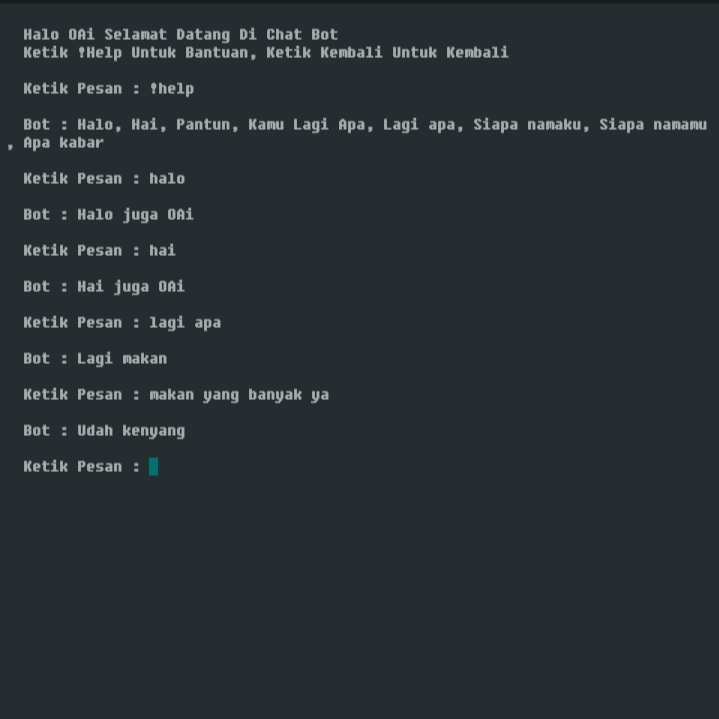 Halo OAi Selamat Datang Di Chat Bot
Ketik !Help Untuk Bantuan, Ketik Kembali Untuk Kembali
Ketik Pesan : !help
Bot : Halo, Hai, Pantun, Kamu Lagi Apa, Lagi apa, Siapa namaku, Siapa namamu
, Apa kabar
Ketik Pesan : halo
Bot : Halo juga OAi
Ketik Pesan : hai
Bot : Hai juga OAi
Ketik Pesan : lagi apa
Bot : Lagi makan
Ketik Pesan : makan yang banyak ya
Bot : Udah kenyang
Ketik Pesan :